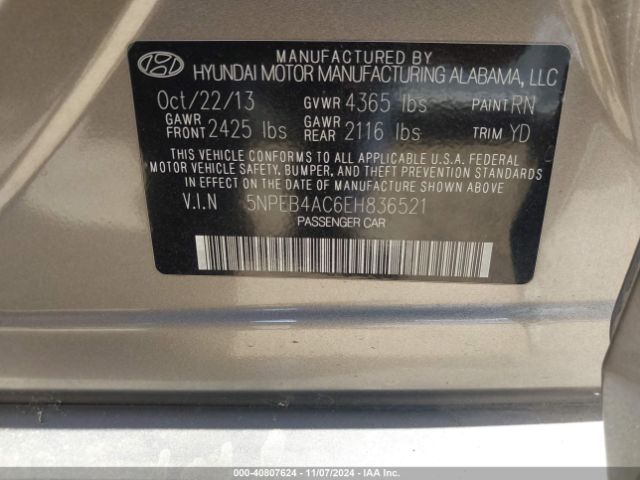 MANUFACTURED BY
HYUNDAI MOTOR MANUFACTURING ALABAMA, LLC
Oct/22/13 GVWR 4365 lbs PAINT RN
GAWR FRONT 2425 lbs GAWR REAR 2116 lbs TRIM YD
THIS VEHICLE CONFORMS TO ALL APPLICABLE U.S.A. FEDERAL
MOTOR VEHICLE SAFETY, BUMPER, AND THEFT PREVENTION STANDARDS
IN EFFECT ON THE DATE OF MANUFACTURE SHOWN ABOVE.
V.I.N 5NPEB4AC6EH836521
PASSENGER CAR
000-40807624 - 11/07/2024 - IAA Inc.